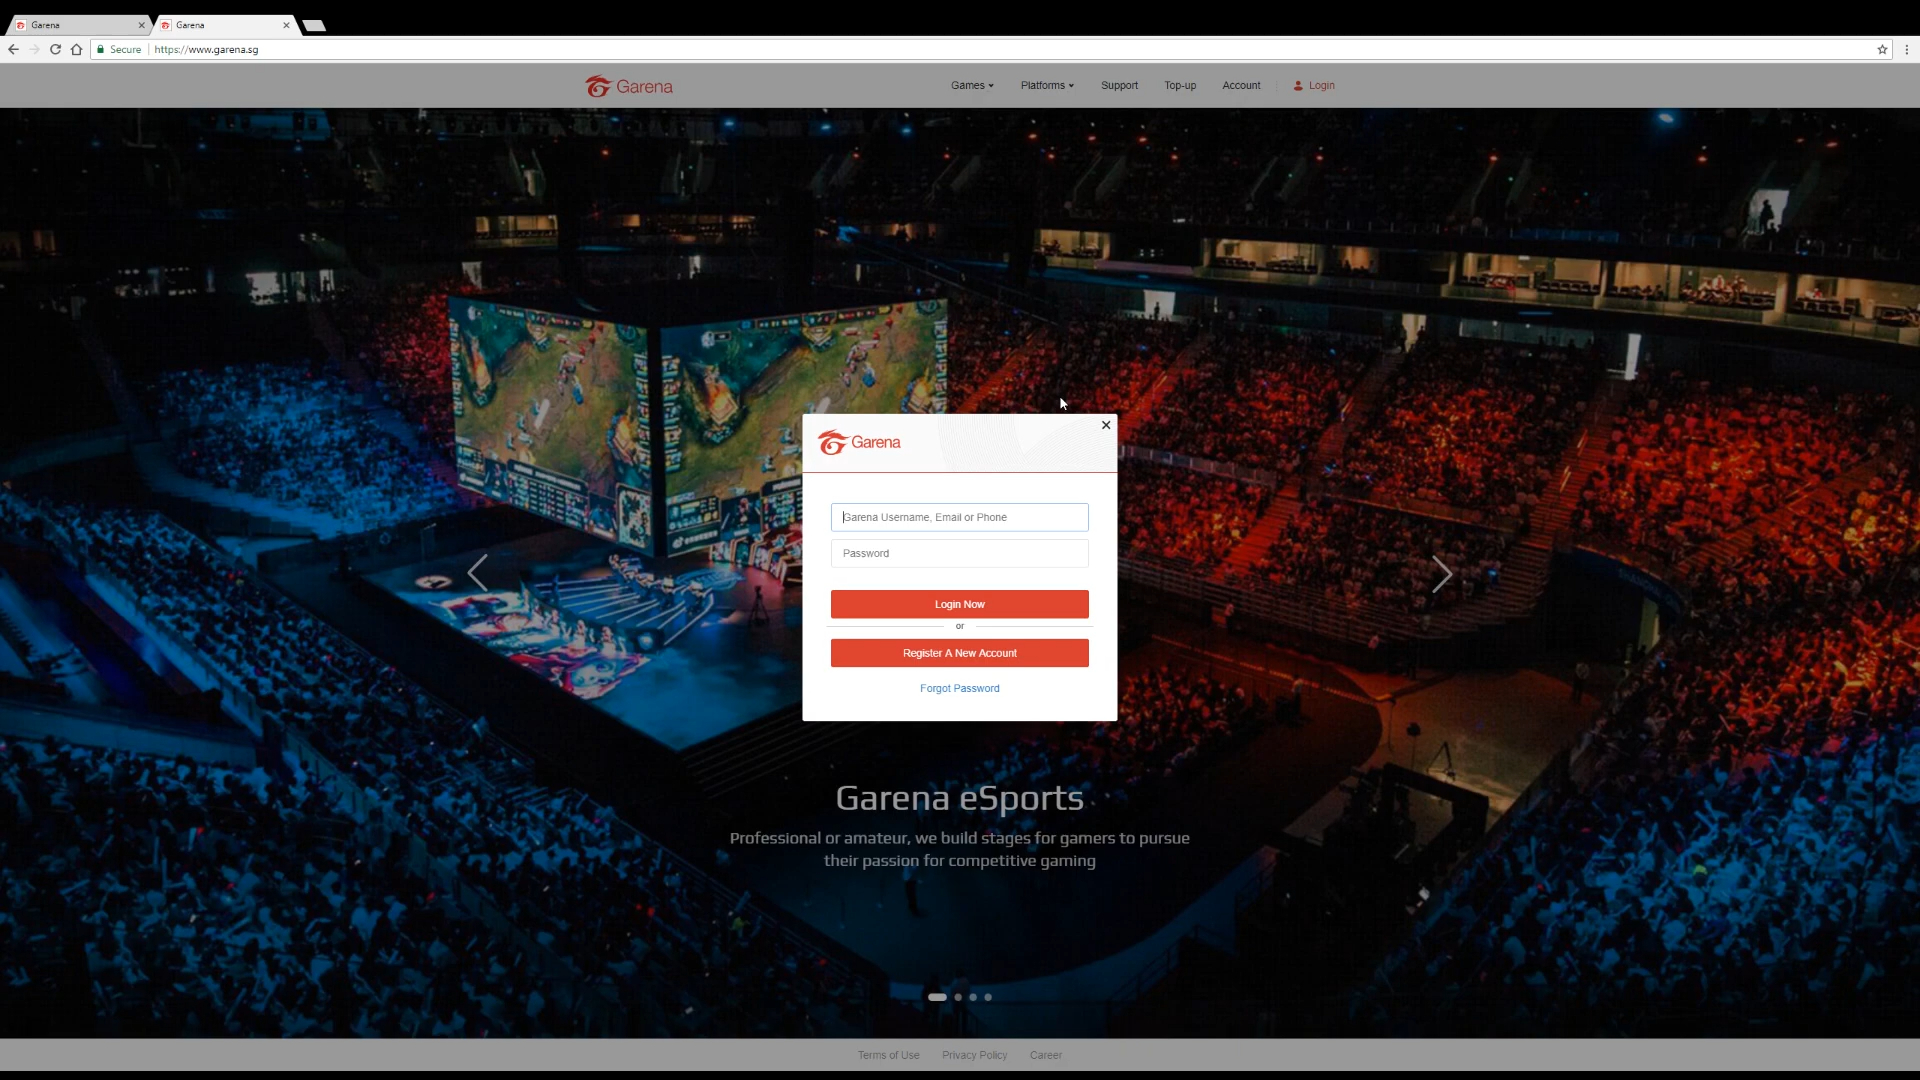 Garena
Garena
Secure
https://www.garena.sg
Garena
Games
Platforms
Support
Top-up
Account
Login
Garena
Garena Username, Email or Phone
Password
Login Now
or
Register A New Account
Forgot Password
Garena eSports
Professional or amateur, we build stages for gamers to pursue
their passion for competitive gaming
Terms of Use
Privacy Policy
Career